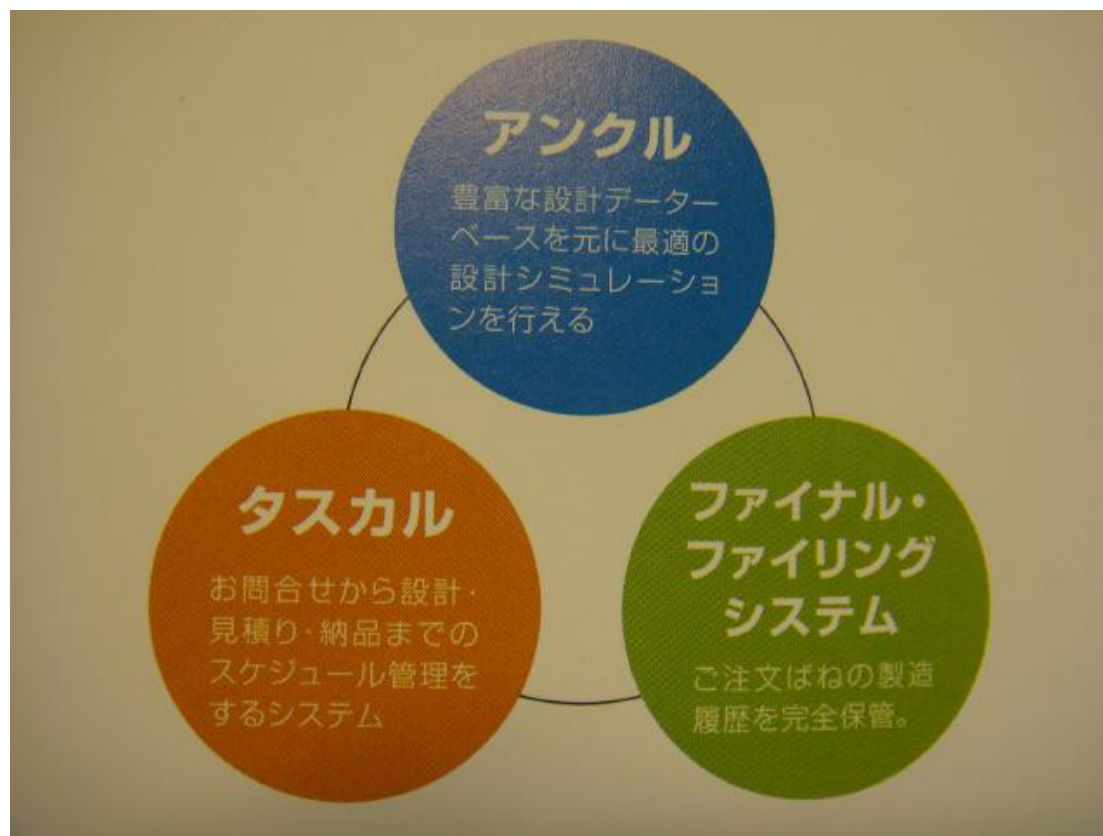 アンクル
豊富な設計データー
ベースを元に最適の
設計シミュレーショ
ンを行える
タスカル
お問合せから設計・
見積り・納品までの
スケジュール管理を
するシステム
ファイナル・
ファイリング
システム
ご注文ばねの製造
履歴を完全保管。